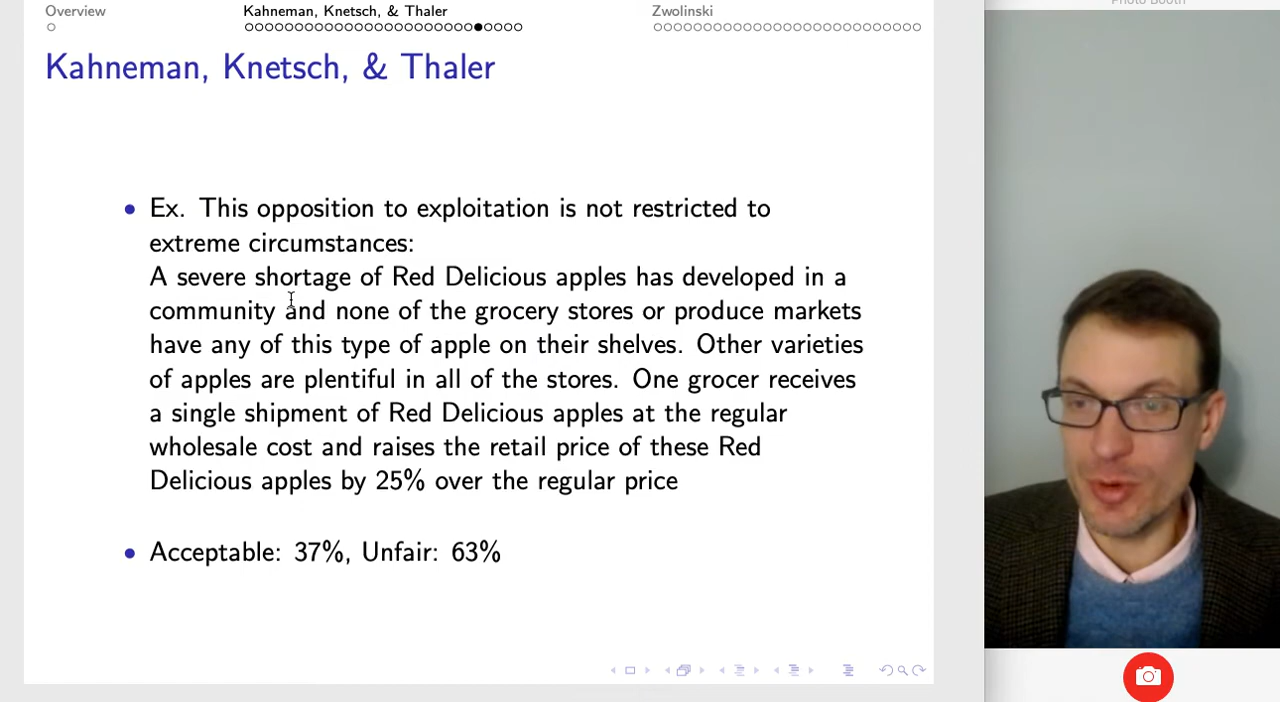 Overview
Kahneman, Knetsch, & Thaler
Zwolinski
Photo Booth
Kahneman, Knetsch, & Thaler
Ex. This opposition to exploitation is not restricted to
extreme circumstances:
A severe shortage of Red Delicious apples has developed in a
community and none of the grocery stores or produce markets
have any of this type of apple on their shelves. Other varieties
of apples are plentiful in all of the stores. One grocer receives
a single shipment of Red Delicious apples at the regular
wholesale cost and raises the retail price of these Red
Delicious apples by 25% over the regular price
Acceptable: 37%, Unfair: 63%